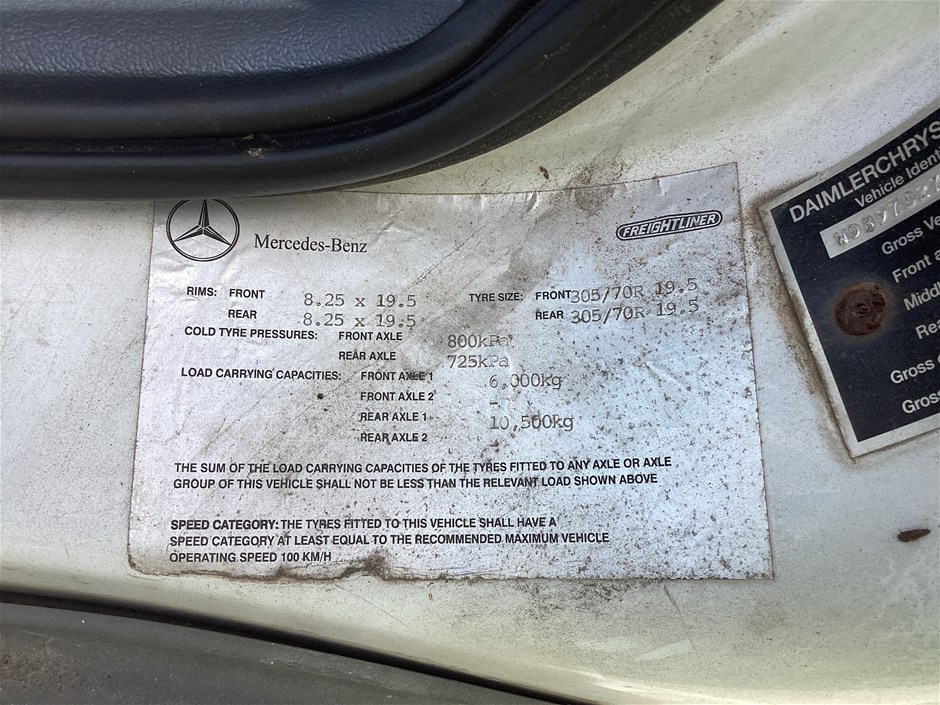 Mercedes-Benz
FREIGHTLINER
RIMS: FRONT 8.25 x 19.5 TYRE SIZE: FRONT 305/70R 19.5
REAR 8.25 x 19.5 REAR 305/70R 19.5
COLD TYRE PRESSURES: FRONT AXLE 800kPa
REAR AXLE 725kPa
LOAD CARRYING CAPACITIES: FRONT AXLE 1 6,000kg
FRONT AXLE 2 -
REAR AXLE 1 10,500kg
REAR AXLE 2 -
THE SUM OF THE LOAD CARRYING CAPACITIES OF THE TYRES FITTED TO ANY AXLE OR AXLE
GROUP OF THIS VEHICLE SHALL NOT BE LESS THAN THE RELEVANT LOAD SHOWN ABOVE
SPEED CATEGORY: THE TYRES FITTED TO THIS VEHICLE SHALL HAVE A
SPEED CATEGORY AT LEAST EQUAL TO THE RECOMMENDED MAXIMUM VEHICLE
OPERATING SPEED 100 KM/H
DAIMLERCHRYS
Vehicle Identi
Gross Ve
Front a
Midd
Re
Gross
Gross